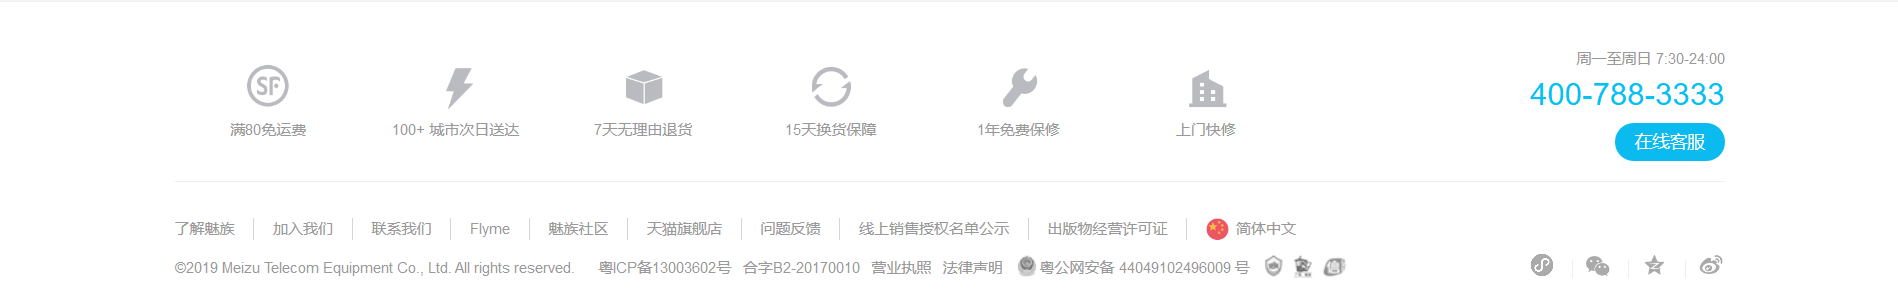 周一至周日 7:30-24:00
400-788-3333
在线客服
SF
满80免运费 100+ 城市次日送达 7天无理由退货 15天换货保障 1年免费保修 上门快修
了解魅族 加入我们 联系我们 Flyme 魅族社区 天猫旗舰店 问题反馈 线上销售授权名单公示 出版物经营许可证 简体中文
©2019 Meizu Telecom Equipment Co., Ltd. All rights reserved. 粤ICP备13003602号 合字B2-20170010 营业执照 法律声明 粤公网安备 44049102496009 号